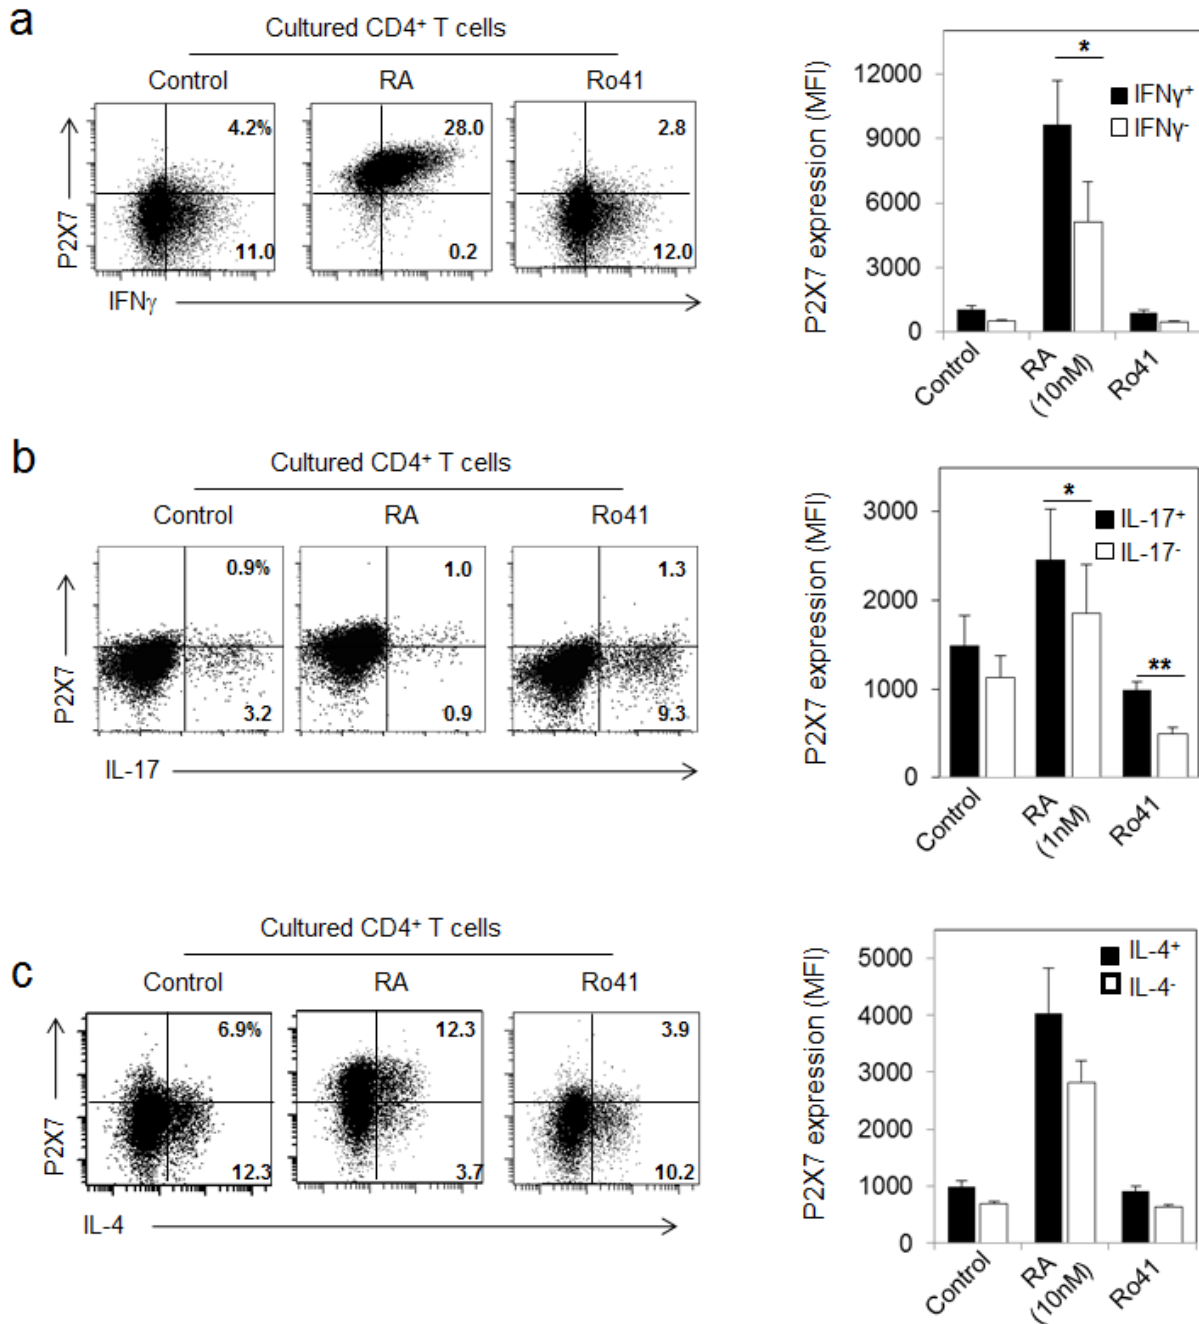 a
Cultured CD4⁺ T cells
Control RA Ro41
4.2% 28.0 2.8
11.0 0.2 12.0
P2X7
IFNγ
P2X7 expression (MFI)
12000
9000
6000
3000
0
*
IFNγ⁺
IFNγ⁻
Control
RA
(10nM)
Ro41
b
Cultured CD4⁺ T cells
Control RA Ro41
0.9% 1.0 1.3
3.2 0.9 9.3
P2X7
IL-17
P2X7 expression (MFI)
3000
2000
1000
0
*
**
IL-17⁺
IL-17⁻
Control
RA
(1nM)
Ro41
c
Cultured CD4⁺ T cells
Control RA Ro41
6.9% 12.3 3.9
12.3 3.7 10.2
P2X7
IL-4
P2X7 expression (MFI)
5000
4000
3000
2000
1000
0
IL-4⁺
IL-4⁻
Control
RA
(10nM)
Ro41